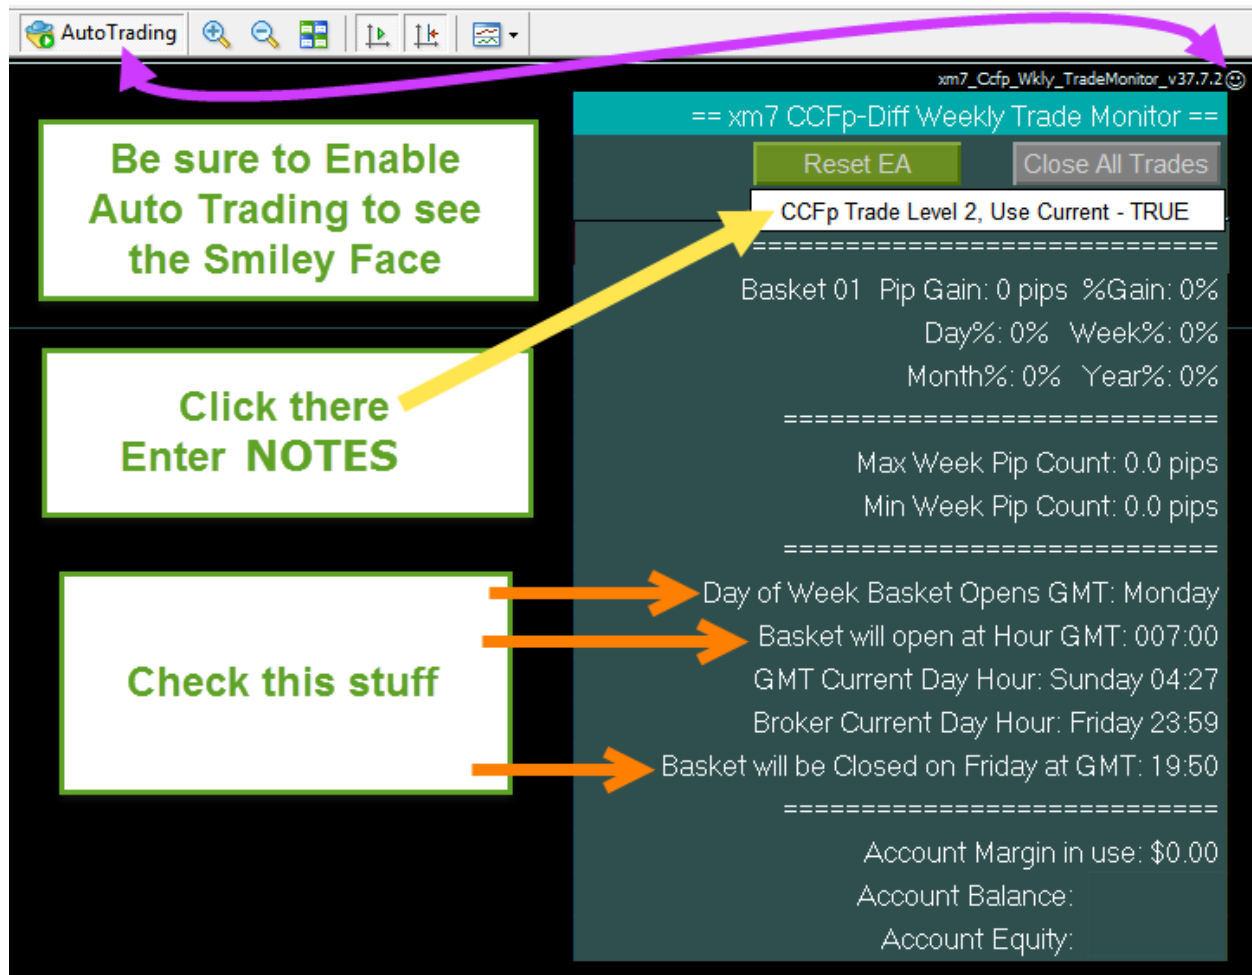 AutoTrading
xm7_Ccfp_Wkly_TradeMonitor_v37.7.2
== xm7 CCFp-Diff Weekly Trade Monitor ==
Be sure to Enable
Auto Trading to see
the Smiley Face
Reset EA
Close All Trades
CCFp Trade Level 2, Use Current - TRUE
==============================
Basket 01 Pip Gain: 0 pips %Gain: 0%
Day%: 0% Week%: 0%
Month%: 0% Year%: 0%
============================
Click there
Enter NOTES
Max Week Pip Count: 0.0 pips
Min Week Pip Count: 0.0 pips
============================
Check this stuff
Day of Week Basket Opens GMT: Monday
Basket will open at Hour GMT: 007:00
GMT Current Day Hour: Sunday 04:27
Broker Current Day Hour: Friday 23:59
Basket will be Closed on Friday at GMT: 19:50
============================
Account Margin in use: $0.00
Account Balance:
Account Equity: